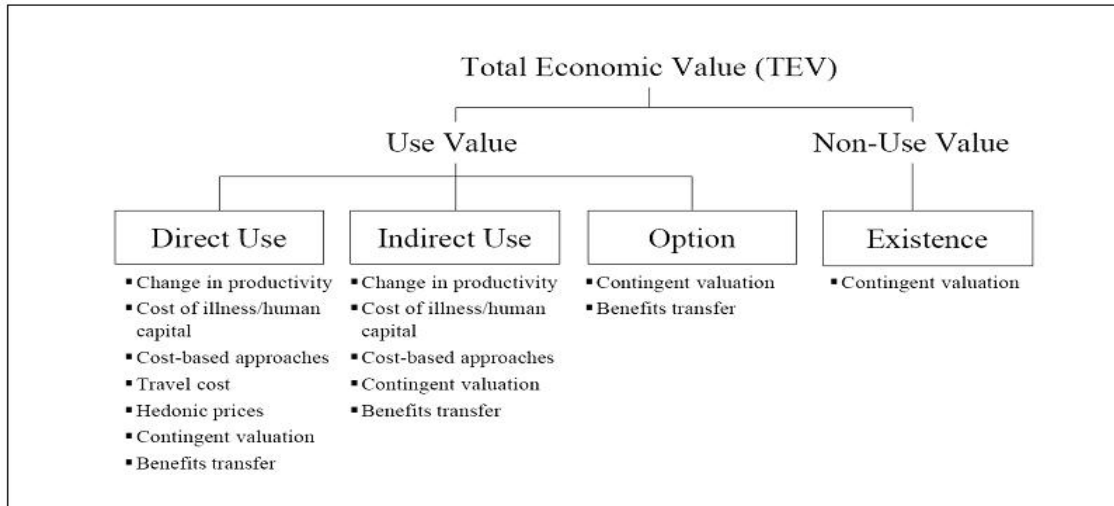 Total Economic Value (TEV)
Use Value
Non-Use Value
Direct Use
▪ Change in productivity
▪ Cost of illness/human
capital
▪ Cost-based approaches
▪ Travel cost
▪ Hedonic prices
▪ Contingent valuation
▪ Benefits transfer
Indirect Use
▪ Change in productivity
▪ Cost of illness/human
capital
▪ Cost-based approaches
▪ Contingent valuation
▪ Benefits transfer
Option
▪ Contingent valuation
▪ Benefits transfer
Existence
▪ Contingent valuation